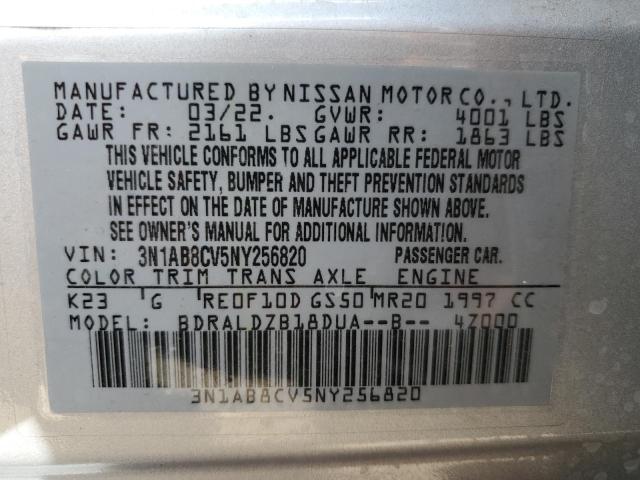 MANUFACTURED BY NISSAN MOTOR CO., LTD.
DATE: 03/22. GVWR: 4001 LBS
GAWR FR: 2161 LBS GAWR RR: 1863 LBS
THIS VEHICLE CONFORMS TO ALL APPLICABLE FEDERAL MOTOR
VEHICLE SAFETY, BUMPER AND THEFT PREVENTION STANDARDS
IN EFFECT ON THE DATE OF MANUFACTURE SHOWN ABOVE.
SEE OWNER'S MANUAL FOR ADDITIONAL INFORMATION.
VIN: 3N1AB8CV5NY256820 PASSENGER CAR.
COLOR TRIM TRANS AXLE ENGINE
K23 G RE0F10D GS50 MR20 1997 CC
MODEL: BDRALDZB18DUA--B-- 4Z000
3N1AB8CV5NY256820